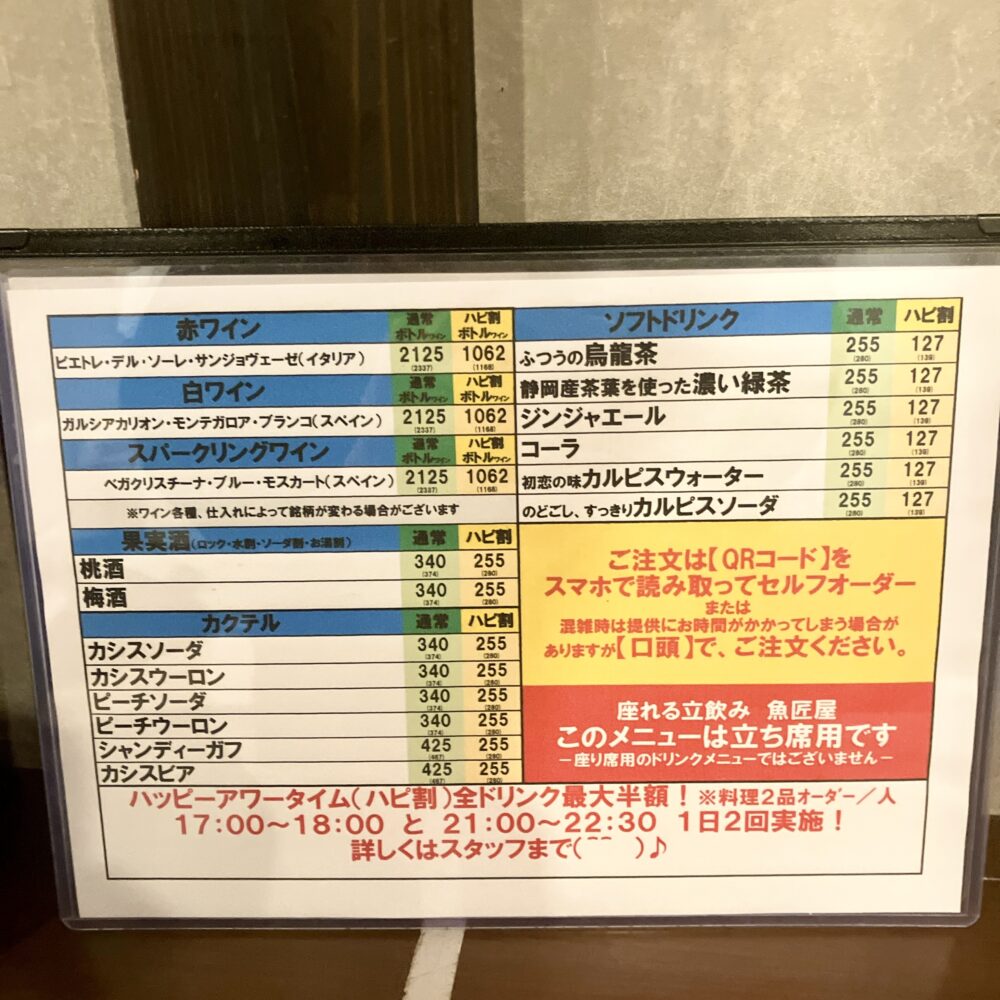 赤ワイン 通常ボトルワイン ハピ割ボトルワイン
ピエトレ・デル・ソーレ・サンジョヴェーゼ(イタリア) 2125(2337) 1062(1168)
白ワイン 通常ボトルワイン ハピ割ボトルワイン
ガルシアカリオン・モンテガロア・ブランコ(スペイン) 2125(2337) 1062(1168)
スパークリングワイン 通常ボトルワイン ハピ割ボトルワイン
ベガクリスチーナ・ブルー・モスカート(スペイン) 2125(2337) 1062(1168)
※ワイン各種、仕入れによって銘柄が変わる場合がございます
果実酒(ロック・水割・ソーダ割・お湯割) 通常 ハピ割
桃酒 340(374) 255(280)
梅酒 340(374) 255(280)
カクテル 通常 ハピ割
カシスソーダ 340(374) 255(280)
カシスウーロン 340(374) 255(280)
ピーチソーダ 340(374) 255(280)
ピーチウーロン 340(374) 255(280)
シャンディーガフ 425(467) 255(280)
カシスビア 425(467) 255(280)
ソフトドリンク 通常 ハピ割
ふつうの烏龍茶 255(280) 127(139)
静岡産茶葉を使った濃い緑茶 255(280) 127(139)
ジンジャエール 255(280) 127(139)
コーラ 255(280) 127(139)
初恋の味カルピスウォーター 255(280) 127(139)
のどごし、すっきりカルピスソーダ 255(280) 127(139)
ご注文は【QRコード】を
スマホで読み取ってセルフオーダー
または
混雑時は提供にお時間がかかってしまう場合が
ありますが【口頭】で、ご注文ください。
座れる立飲み 魚匠屋
このメニューは立ち席用です
－座り席用のドリンクメニューではございません－
ハッピーアワータイム(ハピ割)全ドリンク最大半額！※料理2品オーダー／人
17:00～18:00 と 21:00～22:30 1日2回実施！
詳しくはスタッフまで(⌒⌒ )♪